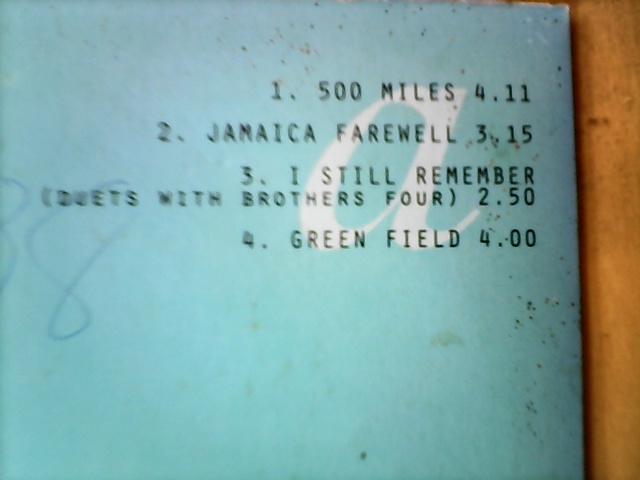 1. 500 MILES 4.11
2. JAMAICA FAREWELL 3.15
3. I STILL REMEMBER
(DUETS WITH BROTHERS FOUR) 2.50
4. GREEN FIELD 4.00
a
38